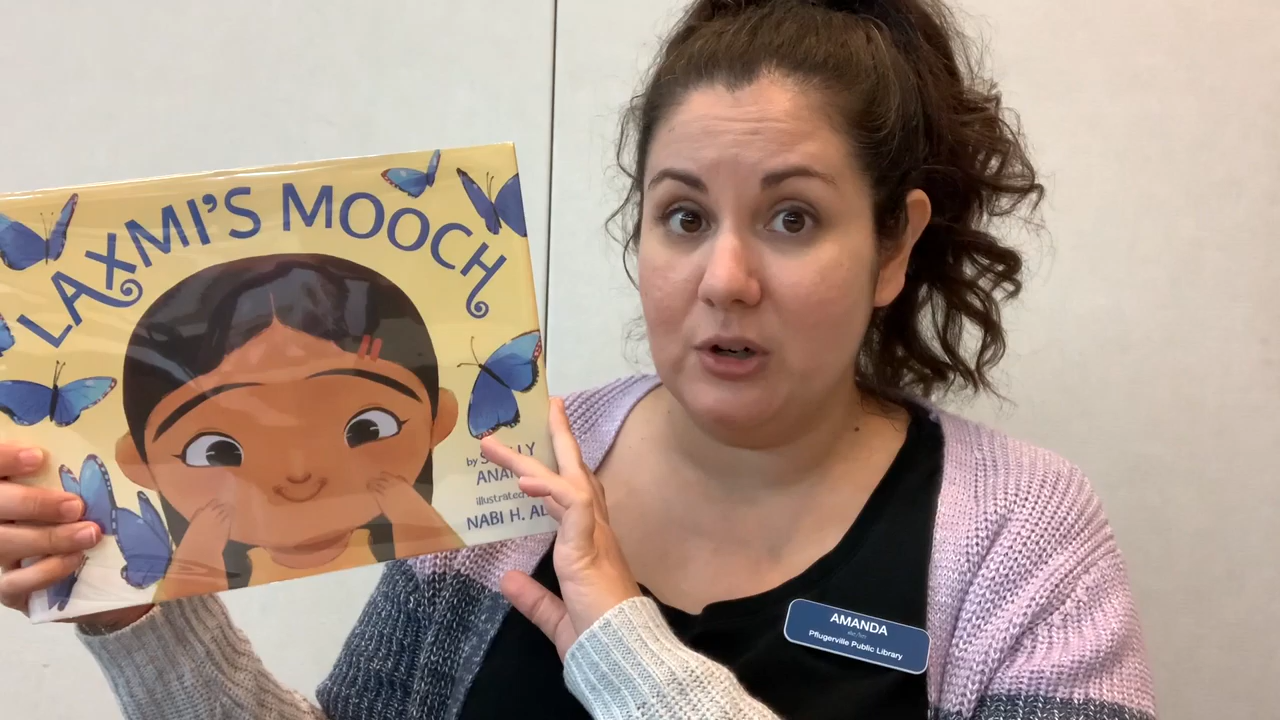 LAXMI'S MOOCH
by
illustrated
NABI H.
AMANDA
Pflugerville Public Library